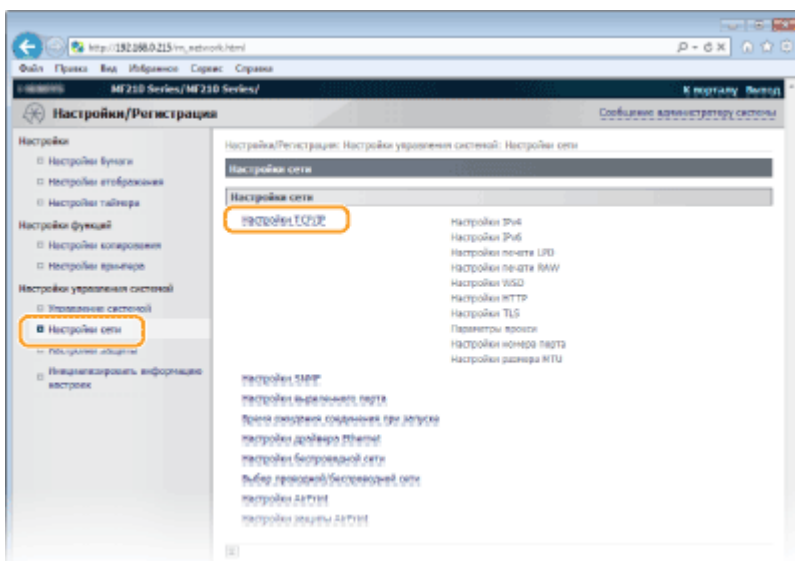 http://192.168.0.215/m_network.html
Файл Правка Вид Избранное Сервис Справка
MF210 Series/MF210 Series/
К порталу Выход
Настройки/Регистрация
Сообщение администратору системы
Настройки
Настройки бумаги
Настройки отображения
Настройки таймера
Настройки функций
Настройки копирования
Настройки принтера
Настройки управления системой
Управление системой
Настройки сети
Настройки защиты
Инициализировать информацию настроек
Настройки/Регистрация: Настройки управления системой: Настройки сети
Настройки сети
Настройки сети
Настройки TCP/IP
Настройки IPv4
Настройки IPv6
Настройки печати LPD
Настройки печати RAW
Настройки WSD
Настройки HTTP
Настройки TLS
Параметры прокси
Настройки номера порта
Настройки размера MTU
Настройки SNMP
Настройки выделенного порта
Время ожидания соединения при запуске
Настройки драйвера Ethernet
Настройки беспроводной сети
Выбор проводной/беспроводной сети
Настройки AirPrint
Настройки защиты AirPrint